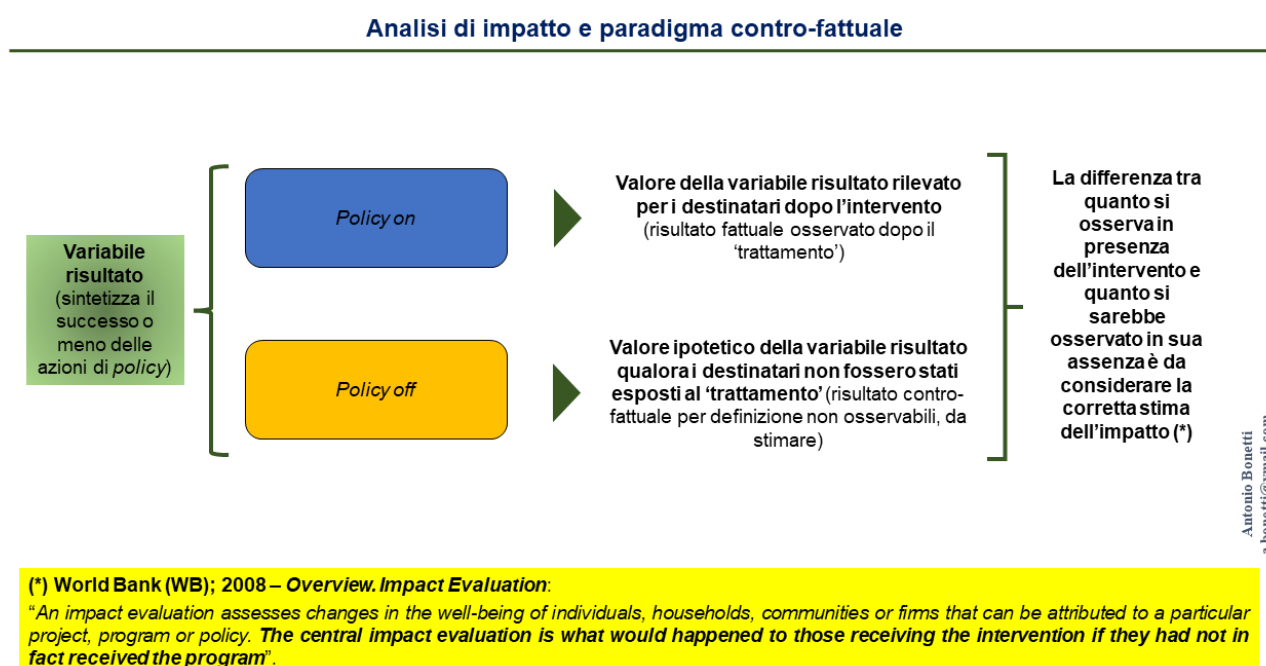 Analisi di impatto e paradigma contro-fattuale
Variabile
risultato
(sintetizza il
successo o
meno delle
azioni di policy)
Policy on
Valore della variabile risultato rilevato
per i destinatari dopo l’intervento
(risultato fattuale osservato dopo il
‘trattamento’)
Policy off
Valore ipotetico della variabile risultato
qualora i destinatari non fossero stati
esposti al ‘trattamento’ (risultato contro-
fattuale per definizione non osservabili, da
stimare)
La differenza tra
quanto si
osserva in
presenza
dell’intervento e
quanto si
sarebbe
osservato in sua
assenza è da
considerare la
corretta stima
dell’impatto (*)
Antonio Bonetti
(*) World Bank (WB); 2008 – Overview. Impact Evaluation:
“An impact evaluation assesses changes in the well-being of individuals, households, communities or firms that can be attributed to a particular
project, program or policy. The central impact evaluation is what would happened to those receiving the intervention if they had not in
fact received the program”.